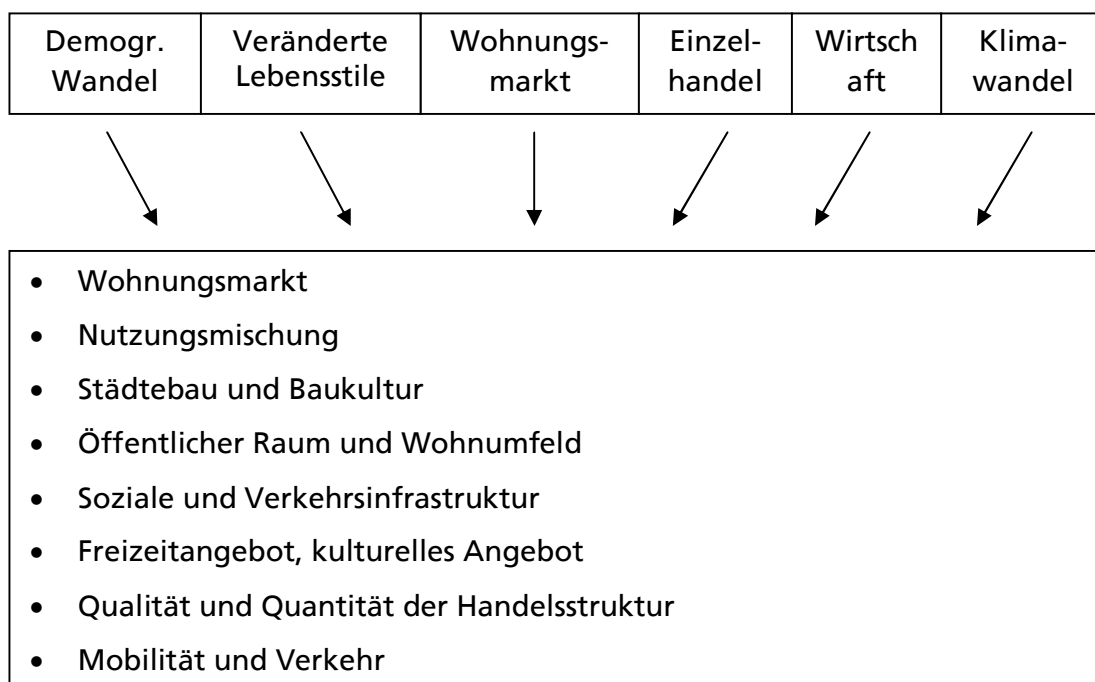 Demogr. Wandel
Veränderte Lebensstile
Wohnungs-
markt
Einzel-
handel
Wirtsch
aft
Klima-
wandel
• Wohnungsmarkt
• Nutzungsmischung
• Städtebau und Baukultur
• Öffentlicher Raum und Wohnumfeld
• Soziale und Verkehrsinfrastruktur
• Freizeitangebot, kulturelles Angebot
• Qualität und Quantität der Handelsstruktur
• Mobilität und Verkehr